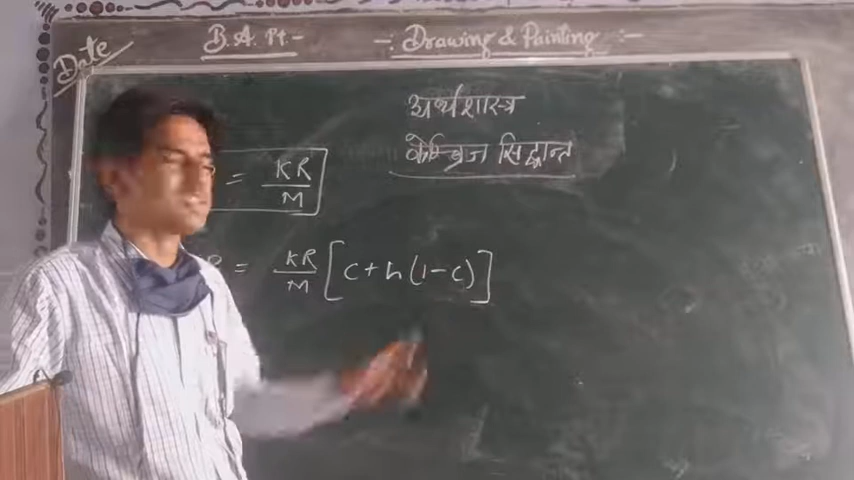 Date
B.A. Pt- - Drawing & Painting :-
अर्थशास्त्र
केम्ब्रिज सिद्धान्त
= KR/M
P = KR/M [c+h(1-c)]